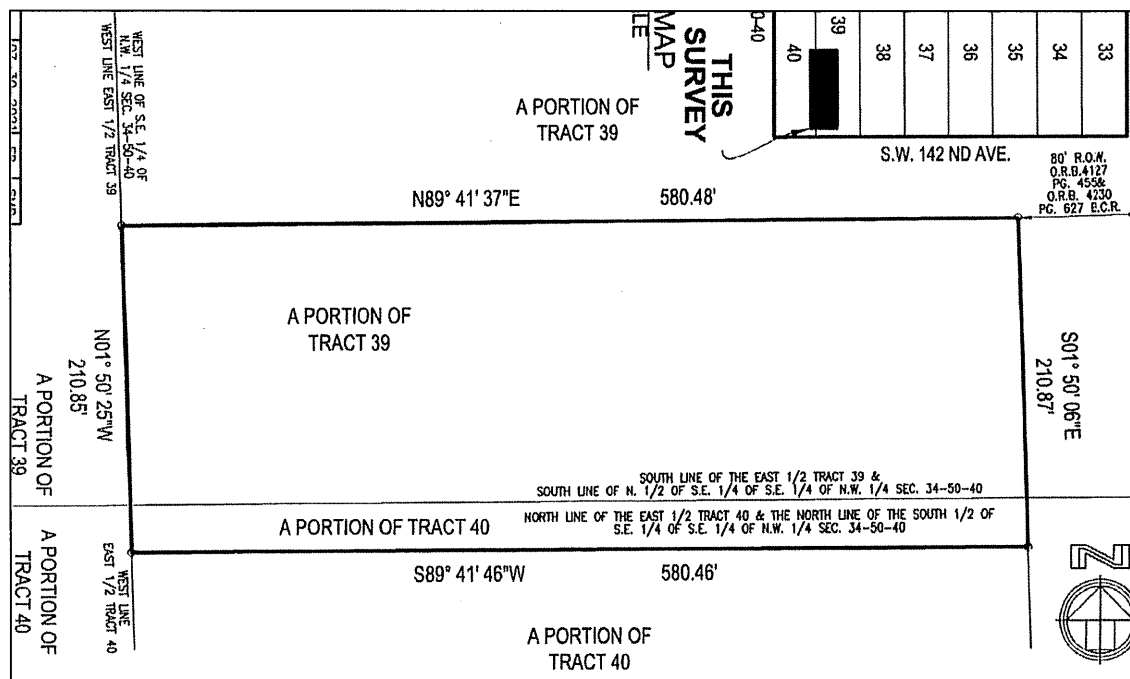 33
34
35
36
37
38
39
40
0-40
THIS
SURVEY
MAP
LE
S.W. 142 ND AVE.
80' R.O.W.
O.R.B.4127
PG. 455&
O.R.B. 4230
PG. 627 B.C.R.
WEST LINE OF S.E. 1/4 OF
N.W. 1/4 SEC. 34-50-40
WEST LINE EAST 1/2 TRACT 39
A PORTION OF
TRACT 39
N89° 41' 37"E 580.48'
A PORTION OF
TRACT 39
N01° 50' 25"W
210.85'
S01° 50' 06"E
210.87'
A PORTION OF
TRACT 39
SOUTH LINE OF THE EAST 1/2 TRACT 39 &
SOUTH LINE OF N. 1/2 OF S.E. 1/4 OF S.E. 1/4 OF N.W. 1/4 SEC. 34-50-40
A PORTION OF TRACT 40
NORTH LINE OF THE EAST 1/2 TRACT 40 & THE NORTH LINE OF THE SOUTH 1/2 OF
S.E. 1/4 OF S.E. 1/4 OF N.W. 1/4 SEC. 34-50-40
S89° 41' 46"W 580.46'
WEST LINE
EAST 1/2 TRACT 40
A PORTION OF
TRACT 40
A PORTION OF
TRACT 40
N